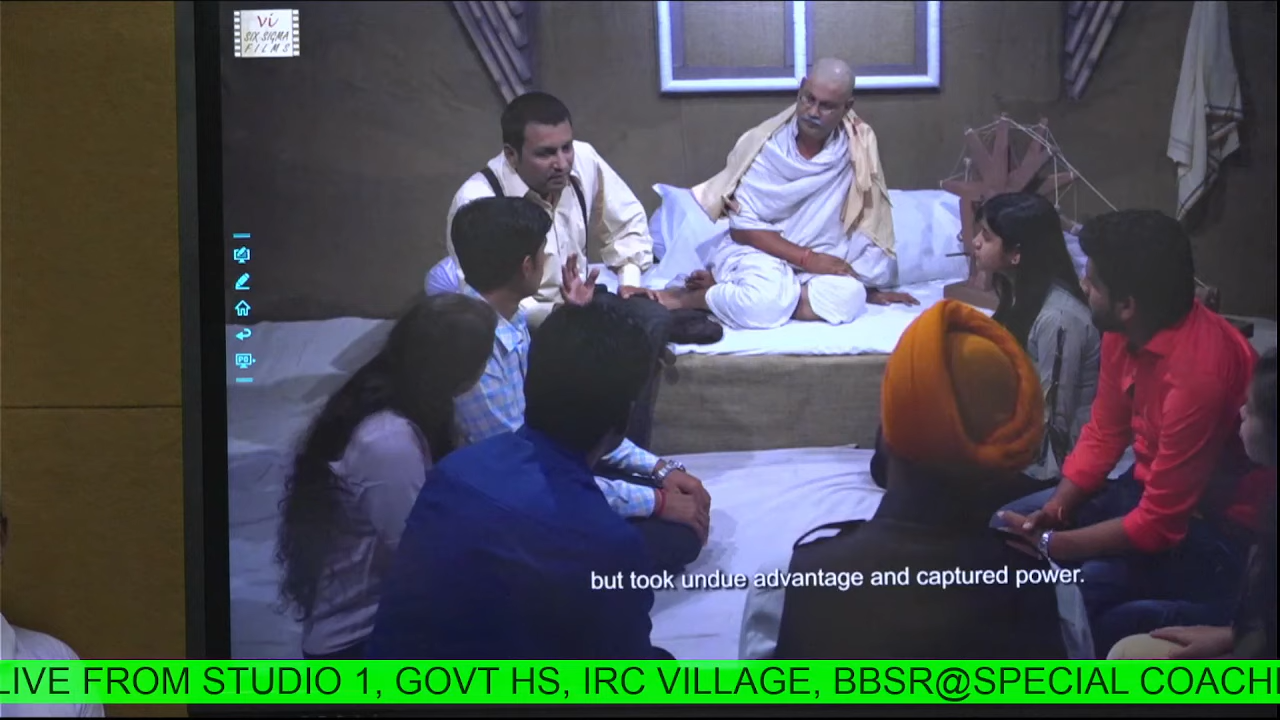 vi
SIX SIGMA
FILMS
but took undue advantage and captured power.
LIVE FROM STUDIO 1, GOVT HS, IRC VILLAGE, BBSR@SPECIAL COACHI